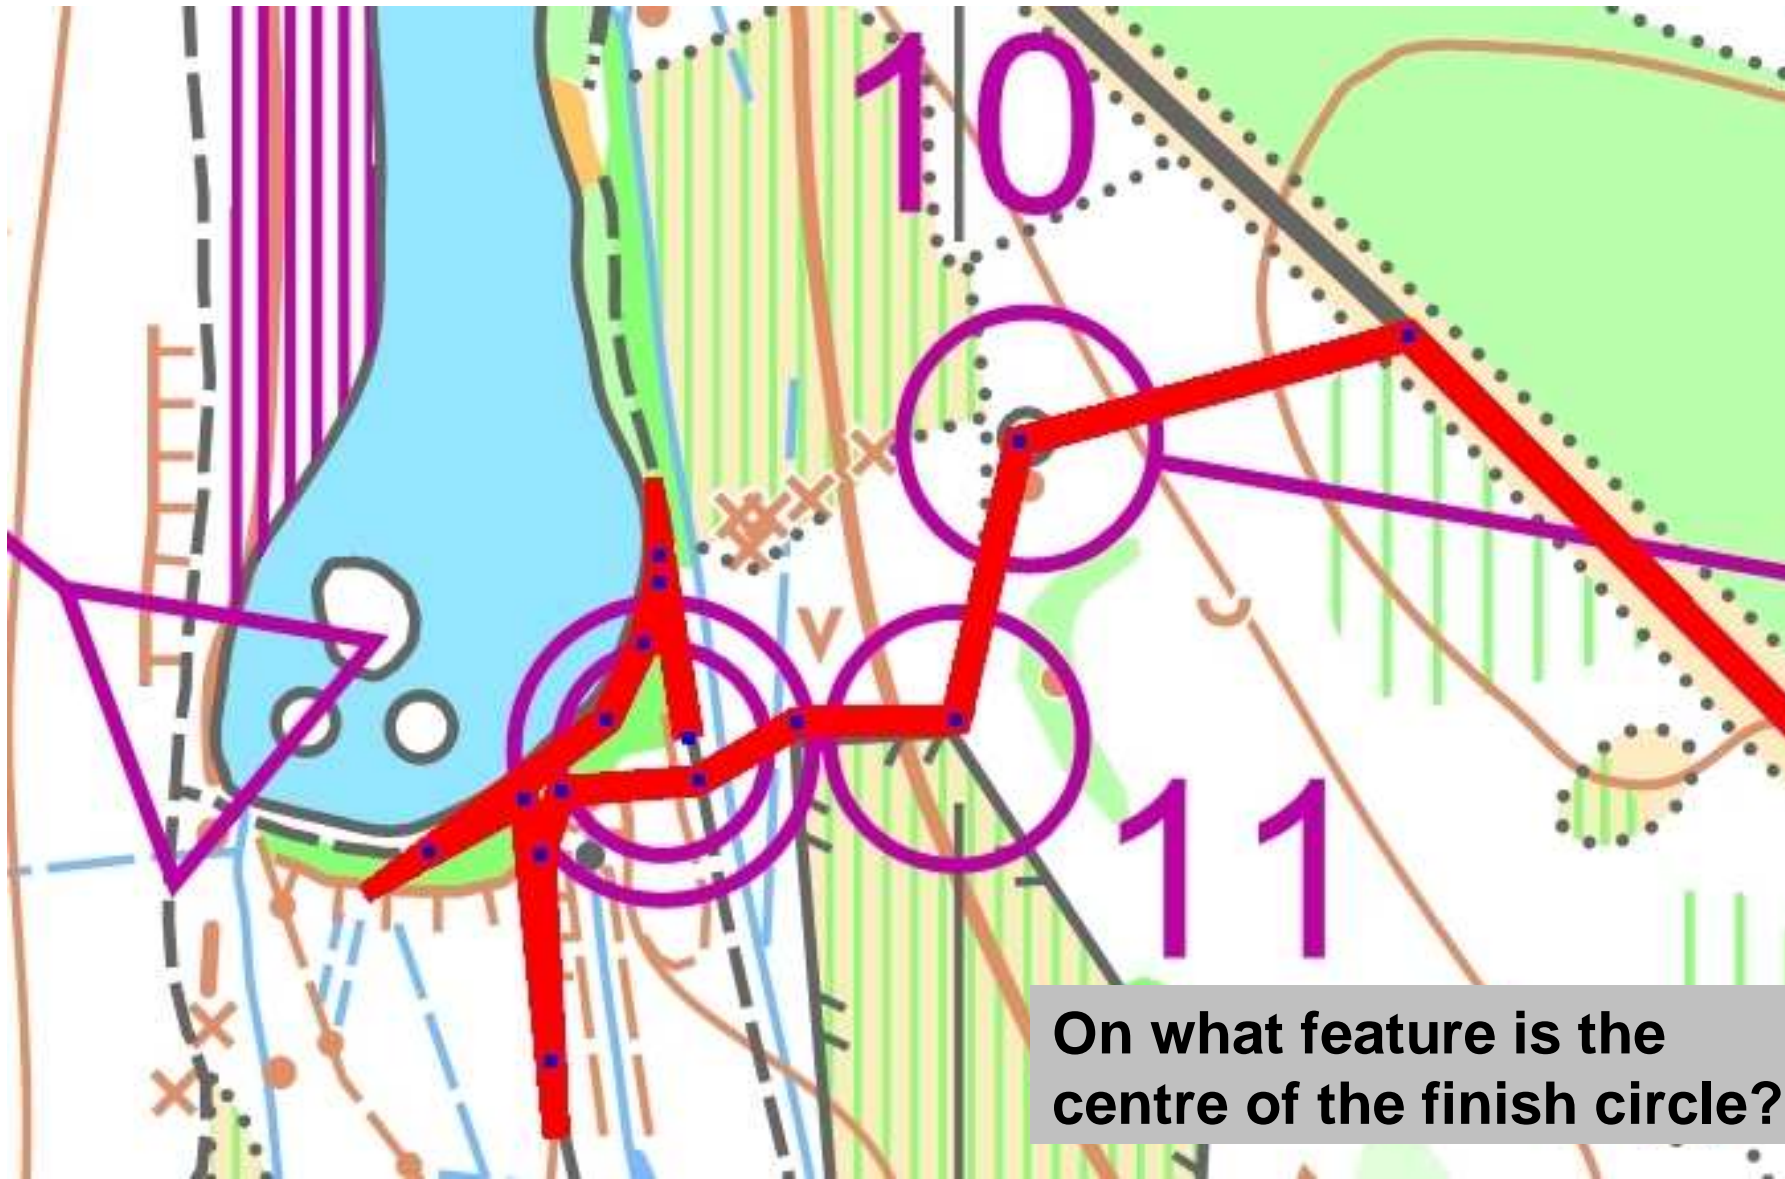 10
11
On what feature is the
centre of the finish circle?